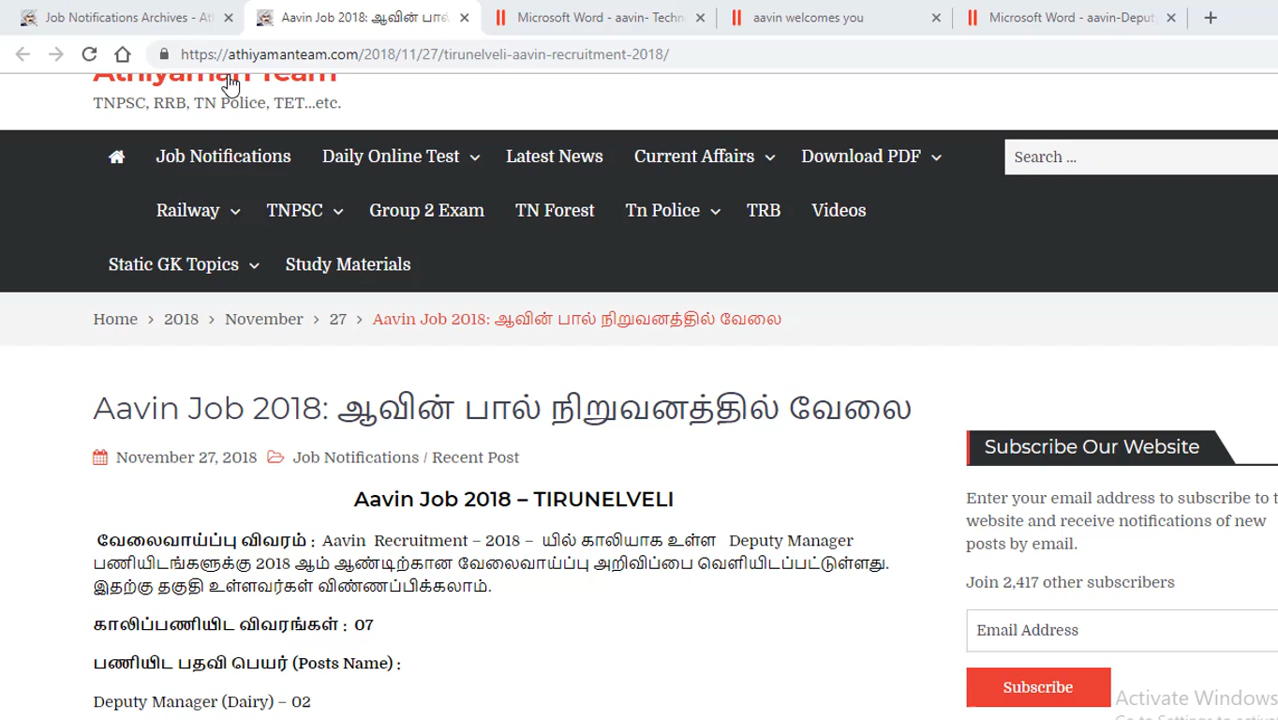 Job Notifications Archives - At
Aavin Job 2018: ஆவின் பால்
Microsoft Word - aavin- Techn
aavin welcomes you
Microsoft Word - aavin-Deput
https://athiyamanteam.com/2018/11/27/tirunelveli-aavin-recruitment-2018/
Athiyaman Team
TNPSC, RRB, TN Police, TET...etc.
Job Notifications Daily Online Test Latest News Current Affairs Download PDF Search ...
Railway TNPSC Group 2 Exam TN Forest Tn Police TRB Videos
Static GK Topics Study Materials
Home > 2018 > November > 27 > Aavin Job 2018: ஆவின் பால் நிறுவனத்தில் வேலை
Aavin Job 2018: ஆவின் பால் நிறுவனத்தில் வேலை
November 27, 2018 Job Notifications / Recent Post
Aavin Job 2018 – TIRUNELVELI
வேலைவாய்ப்பு விவரம் : Aavin Recruitment – 2018 – யில் காலியாக உள்ள Deputy Manager
பணியிடங்களுக்கு 2018 ஆம் ஆண்டிற்கான வேலைவாய்ப்பு அறிவிப்பை வெளியிடப்பட்டுள்ளது.
இதற்கு தகுதி உள்ளவர்கள் விண்ணப்பிக்கலாம்.
காலிப்பணியிட விவரங்கள் : 07
பணியிட பதவி பெயர் (Posts Name) :
Deputy Manager (Dairy) – 02
Subscribe Our Website
Enter your email address to subscribe to t
website and receive notifications of new
posts by email.
Join 2,417 other subscribers
Email Address
Subscribe
Activate Windows